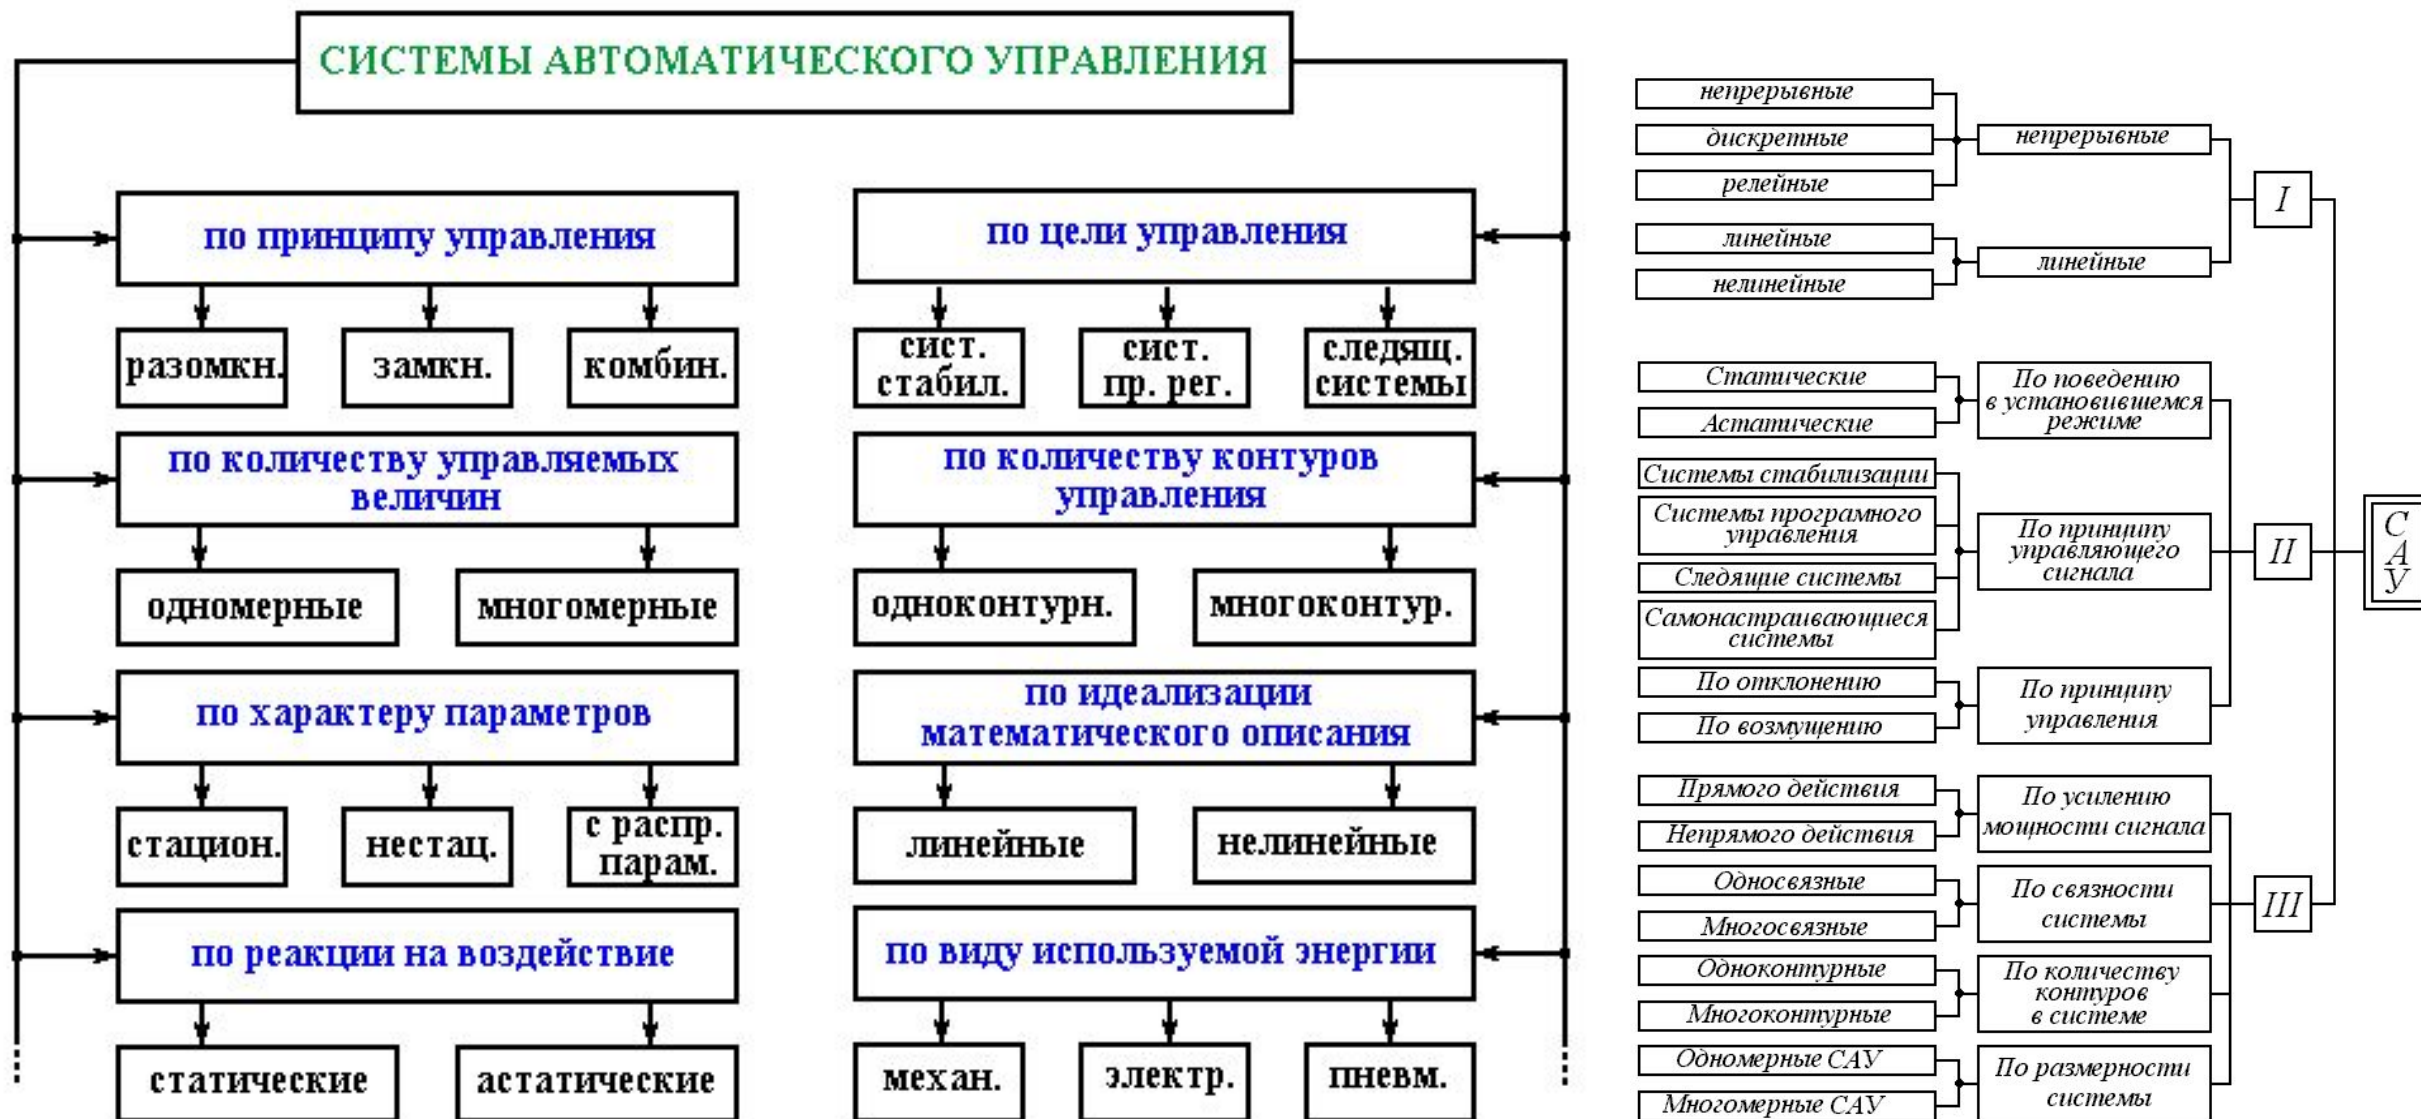 СИСТЕМЫ АВТОМАТИЧЕСКОГО УПРАВЛЕНИЯ
по принципу управления
разомкн.
замкн.
комбин.
по количеству управляемых
величин
одномерные
многомерные
по характеру параметров
стацион.
нестац.
с распр.
парам.
по реакции на воздействие
статические
астатические
по цели управления
сист.
стабил.
сист.
пр. рег.
следящ.
системы
по количеству контуров
управления
одноконтурн.
многоконтур.
по идеализации
математического описания
линейные
нелинейные
по виду используемой энергии
механ.
электр.
пневм.
непрерывные
дискретные
релейные
непрерывные
линейные
нелинейные
линейные
I
Статические
Астатические
По поведению
в установившемся
режиме
Системы стабилизации
Системы програмного
управления
Следящие системы
Самонастраивающиеся
системы
По принципу
управляющего
сигнала
По отклонению
По возмущению
По принципу
управления
II
Прямого действия
Непрямого действия
По усилению
мощности сигнала
Односвязные
Многосвязные
По связности
системы
Одноконтурные
Многоконтурные
По количеству
контуров
в системе
Одномерные САУ
Многомерные САУ
По размерности
системы
III
С
А
У